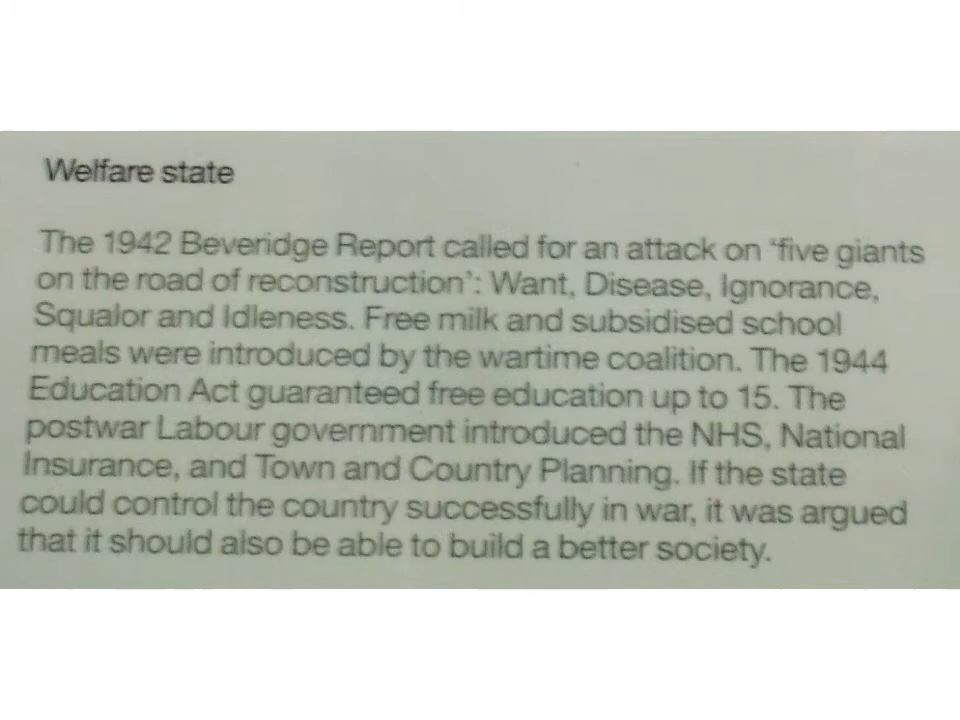 Welfare state
The 1942 Beveridge Report called for an attack on ‘five giants
on the road of reconstruction’: Want, Disease, Ignorance,
Squalor and Idleness. Free milk and subsidised school
meals were introduced by the wartime coalition. The 1944
Education Act guaranteed free education up to 15. The
postwar Labour government introduced the NHS, National
Insurance, and Town and Country Planning. If the state
could control the country successfully in war, it was argued
that it should also be able to build a better society.